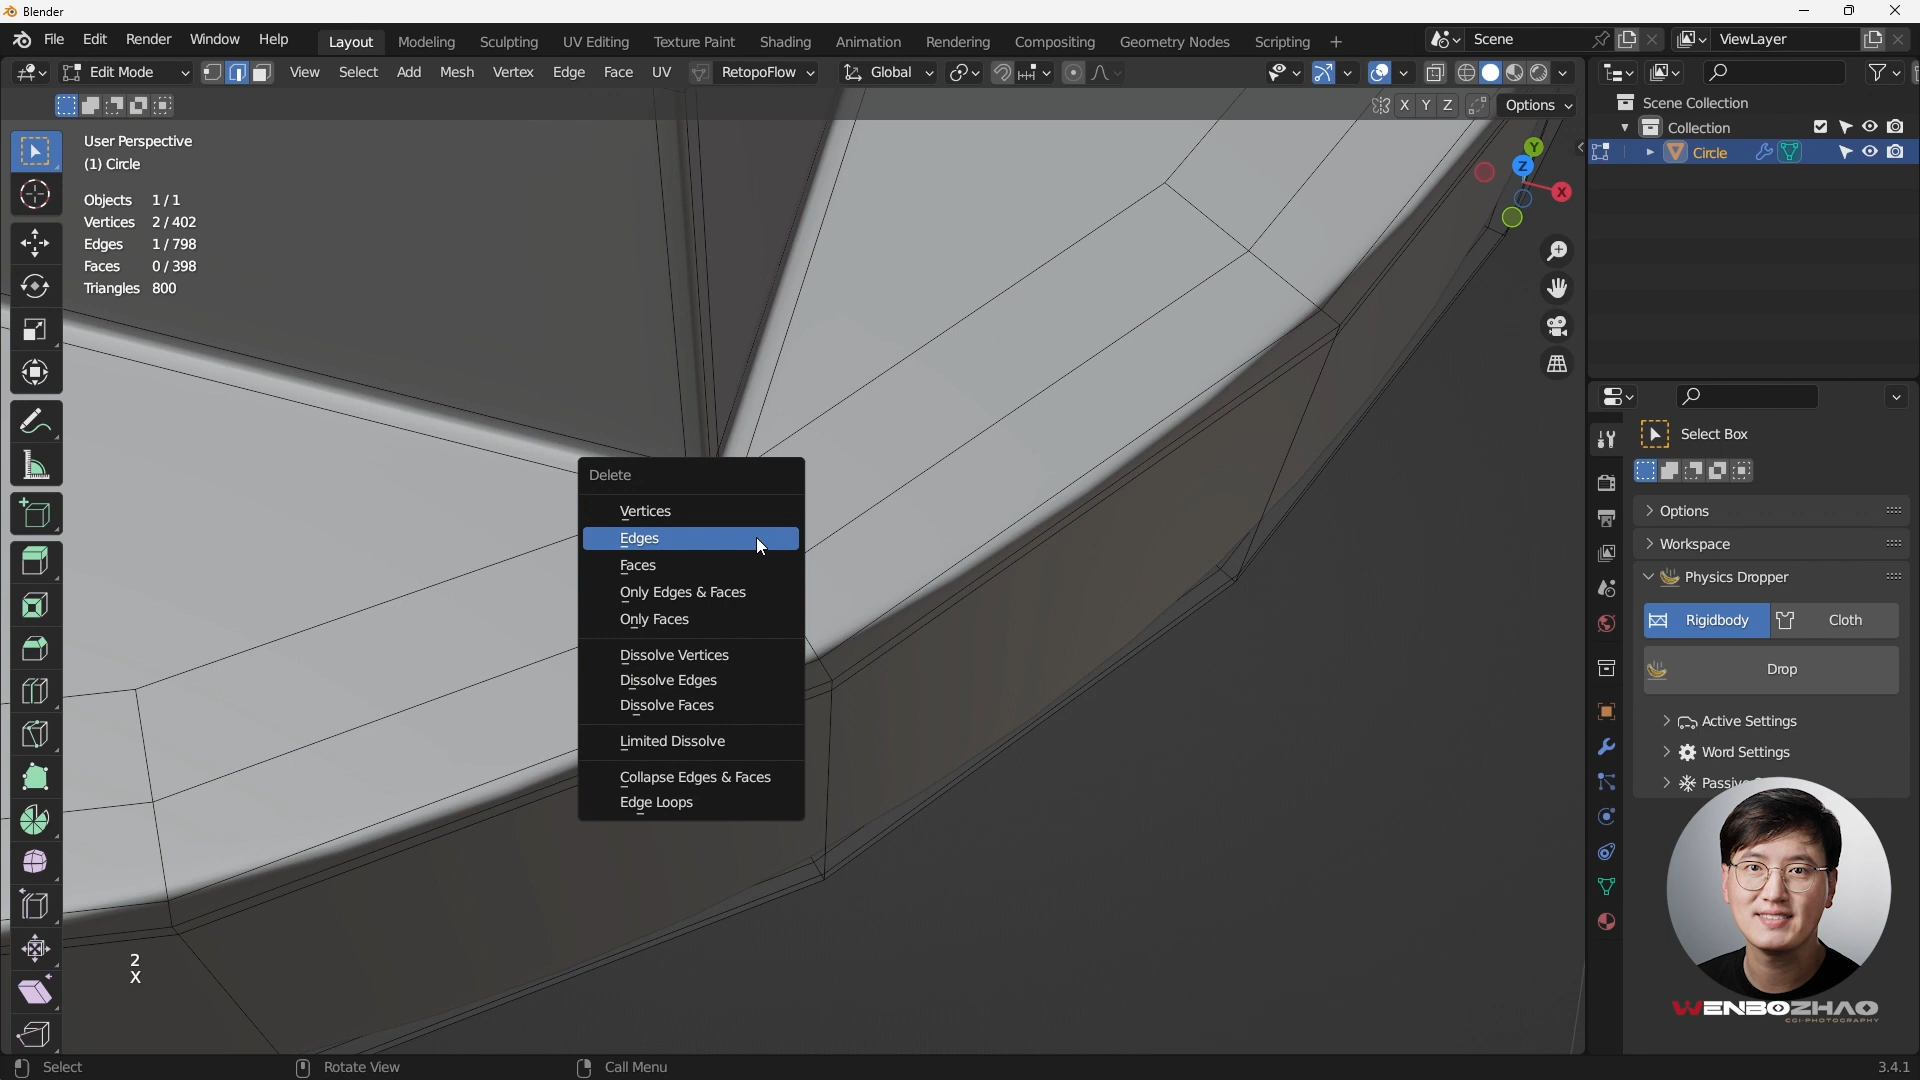 Blender
File Edit Render Window Help
Layout Modeling Sculpting UV Editing Texture Paint Shading Animation Rendering Compositing Geometry Nodes Scripting +
Scene
ViewLayer
Edit Mode
View Select Add Mesh Vertex Edge Face UV
RetopoFlow
Global
X Y Z
Options
User Perspective
(1) Circle
Objects 1/1
Vertices 2/402
Edges 1/798
Faces 0/398
Triangles 800
Y
Z
X
Delete
Vertices
Edges
Faces
Only Edges & Faces
Only Faces
Dissolve Vertices
Dissolve Edges
Dissolve Faces
Limited Dissolve
Collapse Edges & Faces
Edge Loops
2
X
Scene Collection
Collection
Circle
Select Box
Options
Workspace
Physics Dropper
Rigidbody
Cloth
Drop
Active Settings
Word Settings
WENBOZHAO
CGI-PHOTOGRAPHY
Select
Rotate View
Call Menu
3.4.1